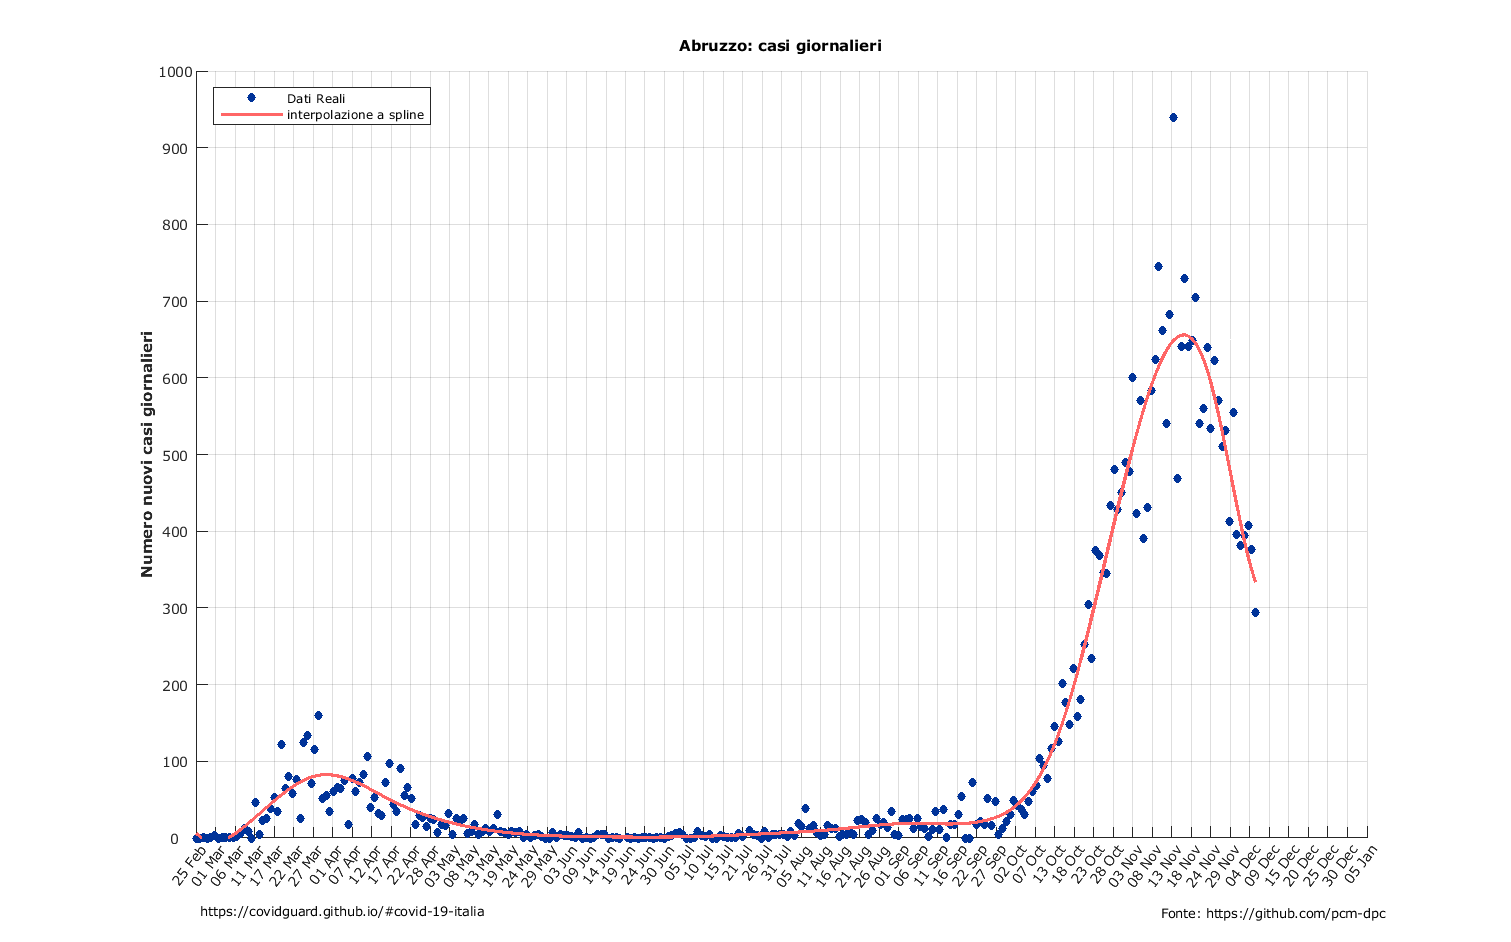 Abruzzo: casi giornalieri
Dati Reali
interpolazione a spline
Numero nuovi casi giornalieri
1000
900
800
700
600
500
400
300
200
100
0
25 Feb
01 Mar
06 Mar
11 Mar
17 Mar
22 Mar
27 Mar
01 Apr
07 Apr
12 Apr
17 Apr
22 Apr
28 Apr
03 May
08 May
13 May
19 May
24 May
29 May
03 Jun
09 Jun
14 Jun
19 Jun
24 Jun
30 Jun
05 Jul
10 Jul
15 Jul
21 Jul
26 Jul
31 Jul
05 Aug
11 Aug
16 Aug
21 Aug
26 Aug
01 Sep
06 Sep
11 Sep
16 Sep
22 Sep
27 Sep
02 Oct
07 Oct
13 Oct
18 Oct
23 Oct
28 Oct
03 Nov
08 Nov
13 Nov
18 Nov
24 Nov
29 Nov
04 Dec
09 Dec
15 Dec
20 Dec
25 Dec
30 Dec
05 Jan
https://covidguard.github.io/#covid-19-italia
Fonte: https://github.com/pcm-dpc